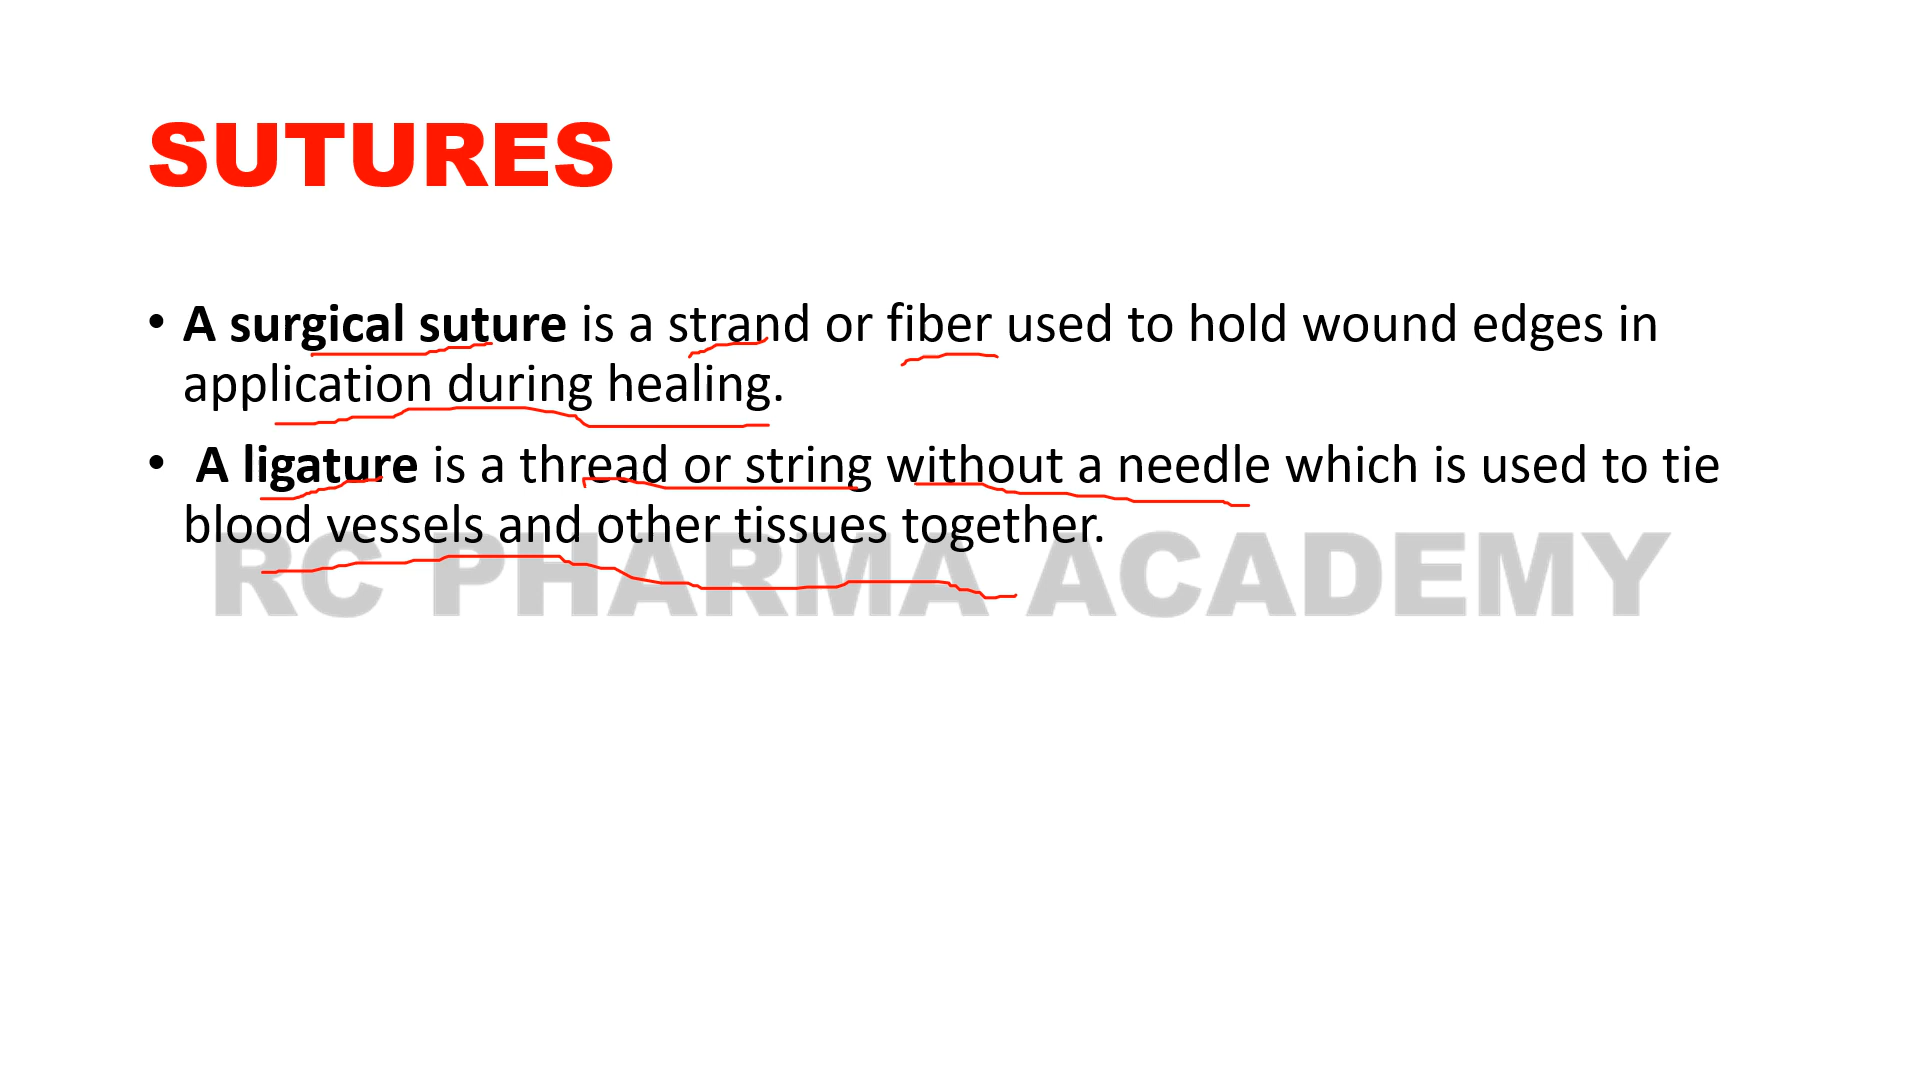 SUTURES
• A surgical suture is a strand or fiber used to hold wound edges in
application during healing.
• A ligature is a thread or string without a needle which is used to tie
blood vessels and other tissues together.
RC PHARMA ACADEMY